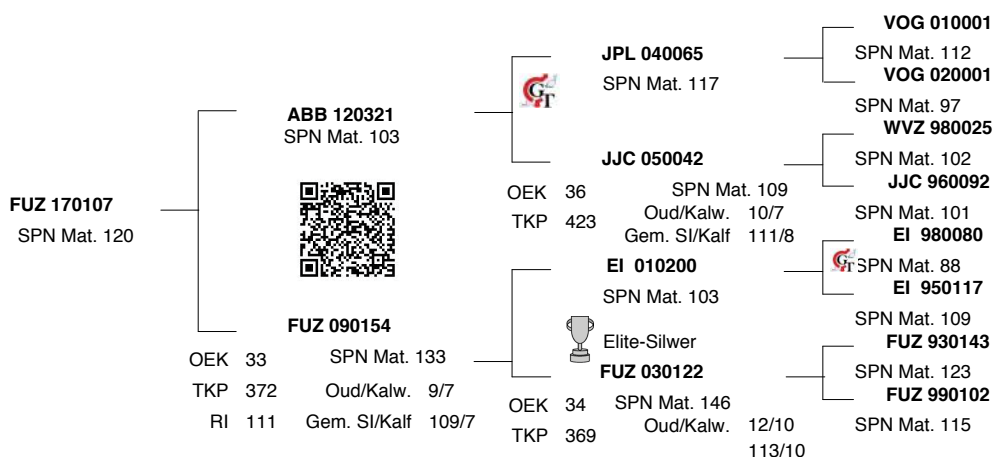 FUZ 170107
SPN Mat. 120
ABB 120321
SPN Mat. 103
FUZ 090154
OEK 33 SPN Mat. 133
TKP 372 Oud/Kalw. 9/7
RI 111 Gem. SI/Kalf 109/7
JPL 040065
SPN Mat. 117
GT
JJC 050042
OEK 36 SPN Mat. 109
TKP 423 Oud/Kalw. 10/7
Gem. SI/Kalf 111/8
EI 010200
SPN Mat. 103
Elite-Silwer
FUZ 030122
OEK 34 SPN Mat. 146
TKP 369 Oud/Kalw. 12/10
113/10
VOG 010001
SPN Mat. 112
VOG 020001
SPN Mat. 97
WVZ 980025
SPN Mat. 102
JJC 960092
SPN Mat. 101
EI 980080
GT SPN Mat. 88
EI 950117
SPN Mat. 109
FUZ 930143
SPN Mat. 123
FUZ 990102
SPN Mat. 115